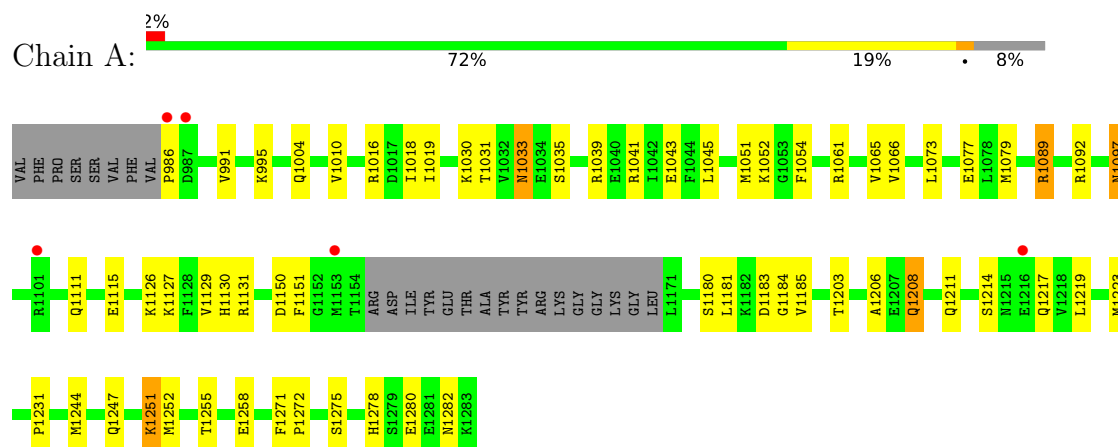 2%
Chain A:
72% 19% • 8%
VAL PHE PRO SER SER VAL PHE VAL P986 D987 V991 K995 Q1004 V1010 R1016 D1017 I1018 I1019 K1030 T1031 V1032 N1033 E1034 S1035 R1039 E1040 R1041 I1042 E1043 F1044 L1045 M1051 K1052 G1053 F1054 R1061 V1065 V1066 L1073 E1077 L1078 M1079 R1089 R1092 N1097
R1101 Q1111 E1115 K1126 K1127 F1128 V1129 H1130 R1131 D1150 F1151 G1152 M1153 T1154 ARG ASP ILE TYR GLU THR ALA TYR TYR ARG LYS GLY GLY LYS GLY LEU L1171 S1180 L1181 K1182 D1183 G1184 V1185 T1203 A1206 E1207 Q1208 Q1211 S1214 N1215 E1216 Q1217 V1218 L1219
P1231 M1244 Q1247 K1251 M1252 T1255 E1258 F1271 P1272 S1275 H1278 S1279 E1280 E1281 N1282 K1283